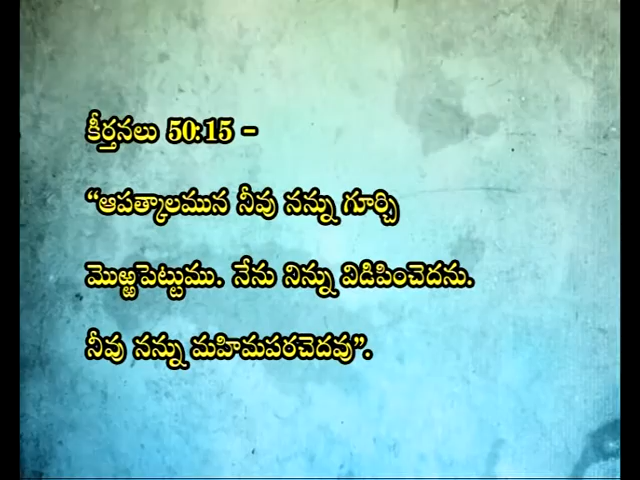 కీర్తనలు 50:15 -
“ఆపత్కాలమున నీవు నన్ను గూర్చి
మొఱ్ఱపెట్టుము. నేను నిన్ను విడిపించెదను.
నీవు నన్ను మహిమపరచెదవు”.